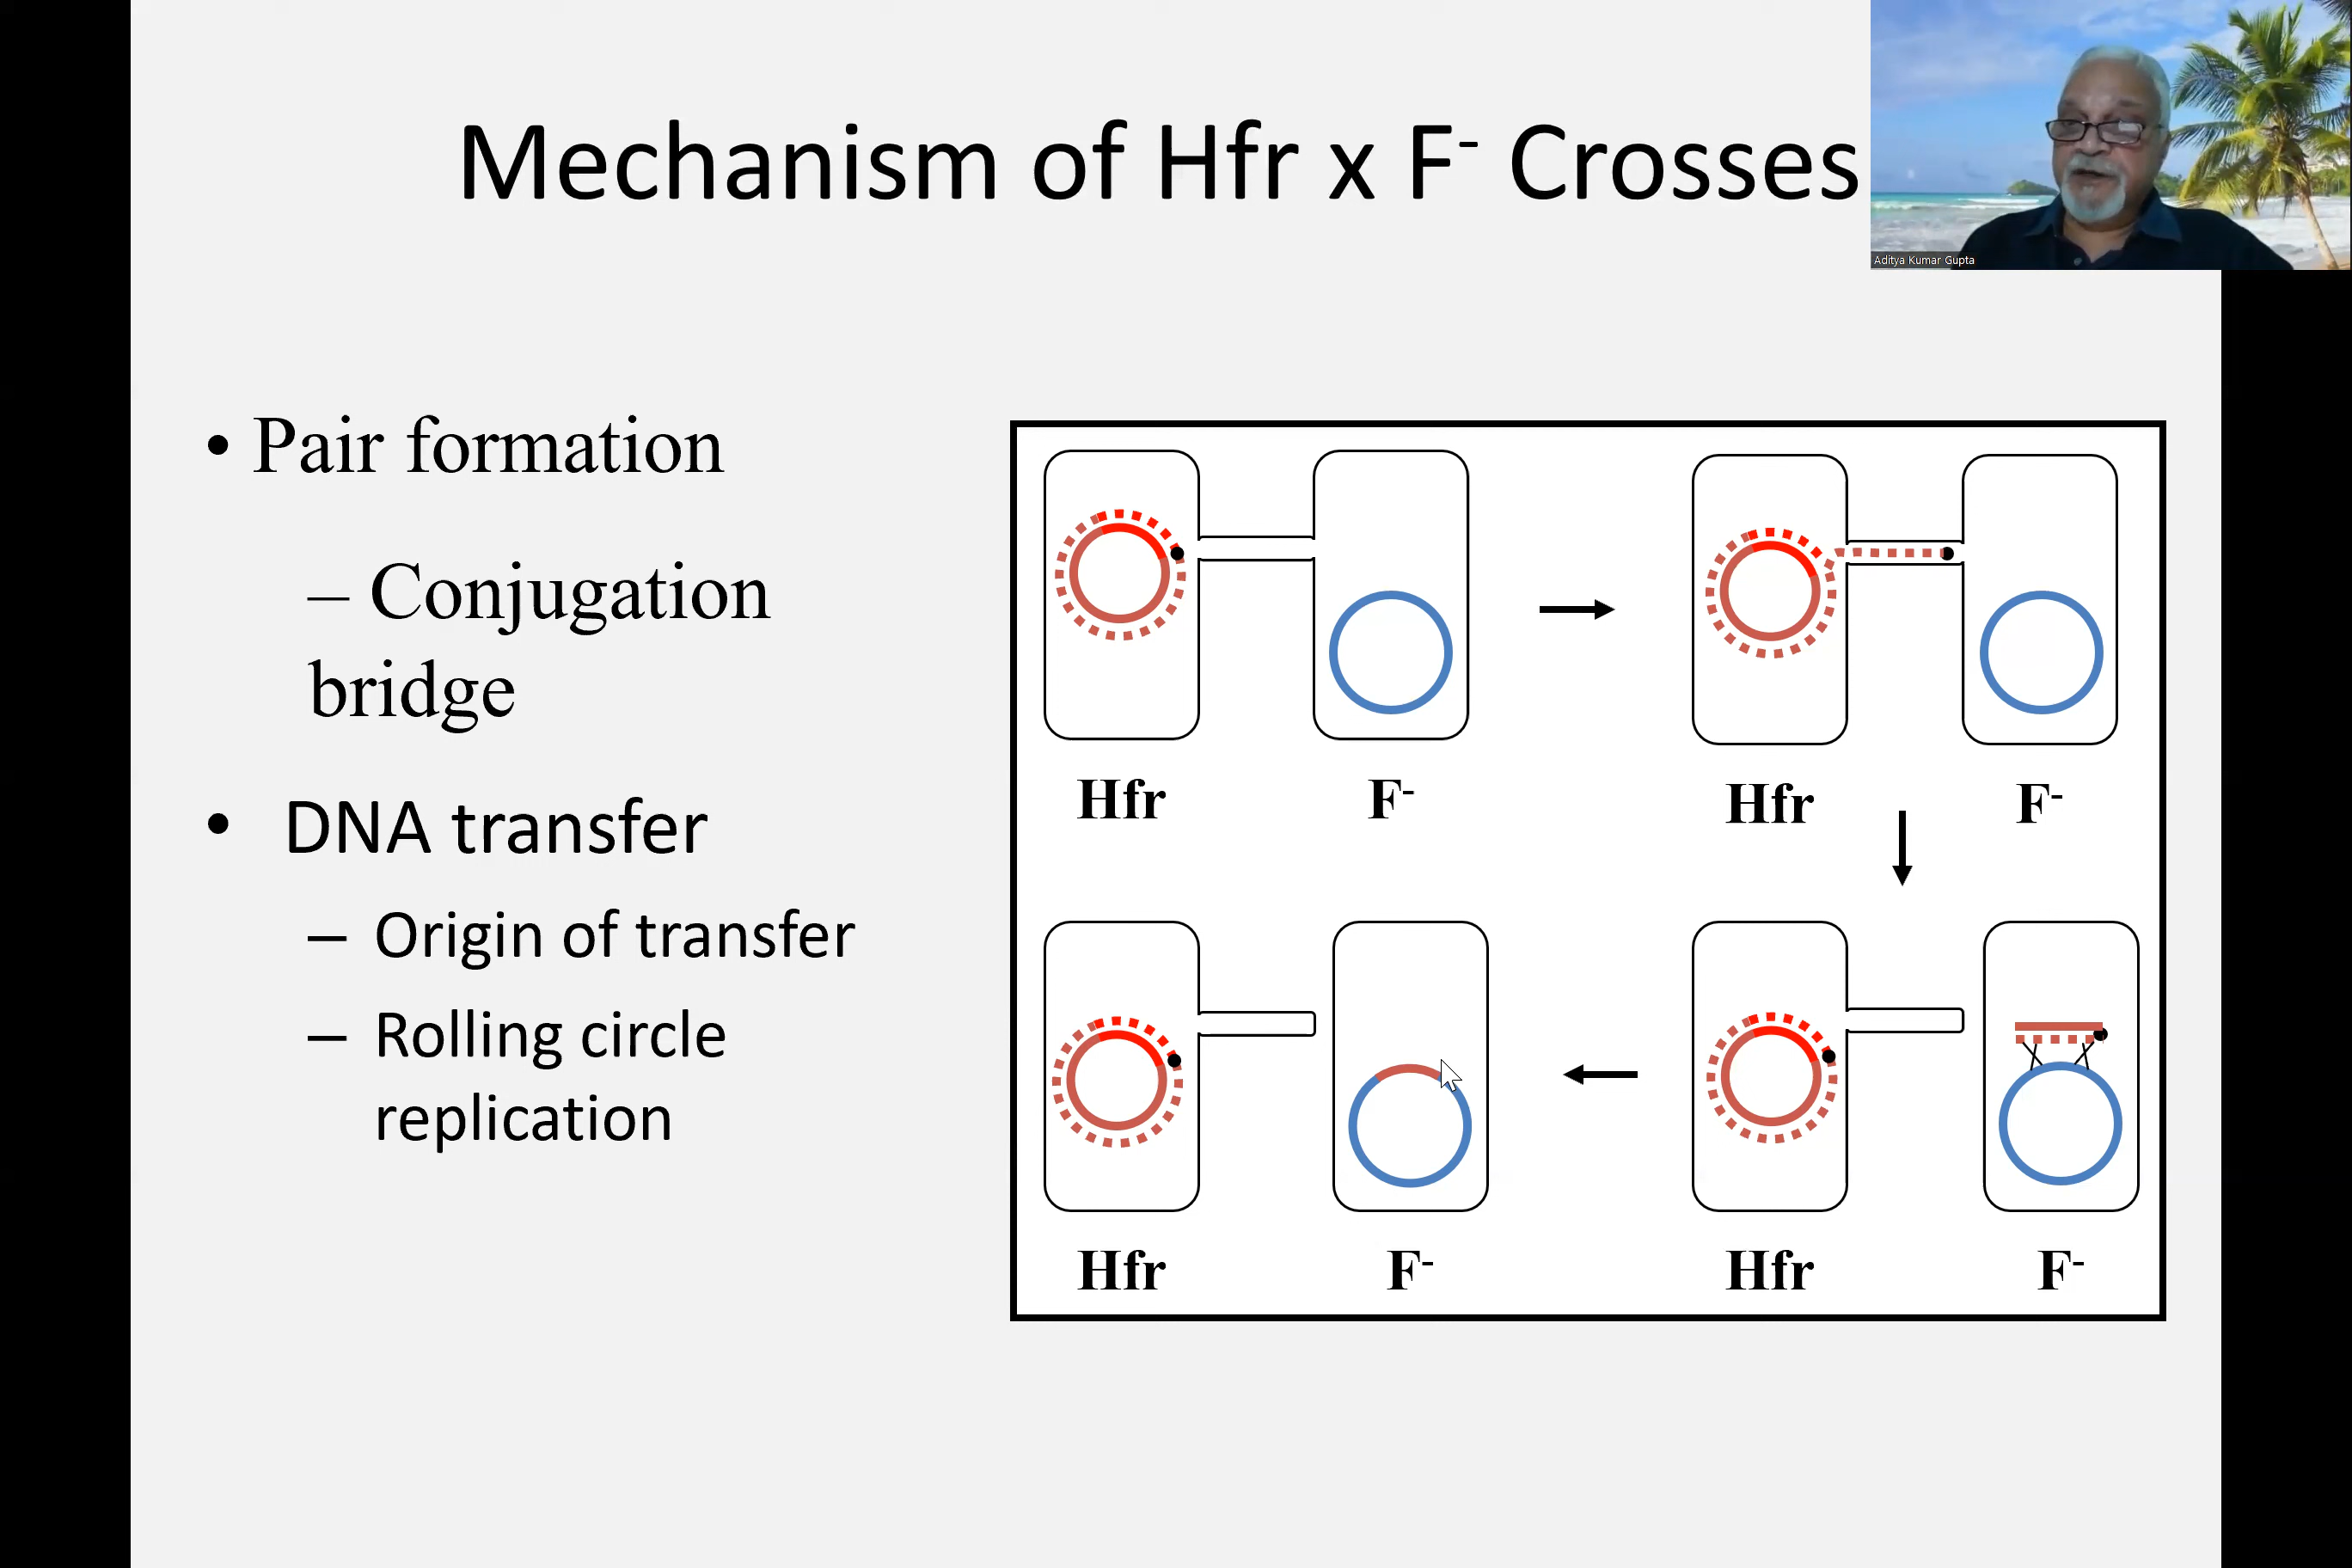 Mechanism of Hfr x F- Crosses
Aditya Kumar Gupta
• Pair formation
– Conjugation
bridge
• DNA transfer
– Origin of transfer
– Rolling circle
replication
Hfr F- Hfr F-
Hfr F- Hfr F-